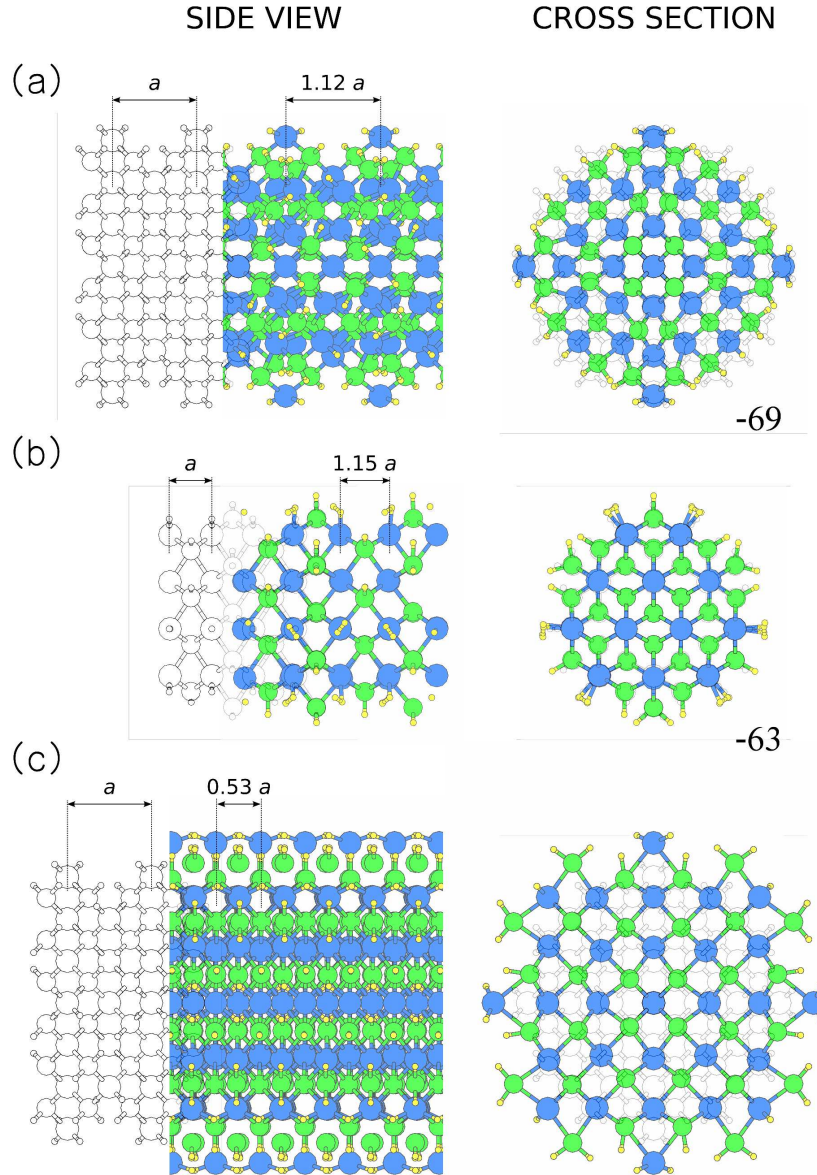 SIDE VIEW CROSS SECTION
(a)
a 1.12 a
-69
(b)
a 1.15 a
-63
(c)
a 0.53 a